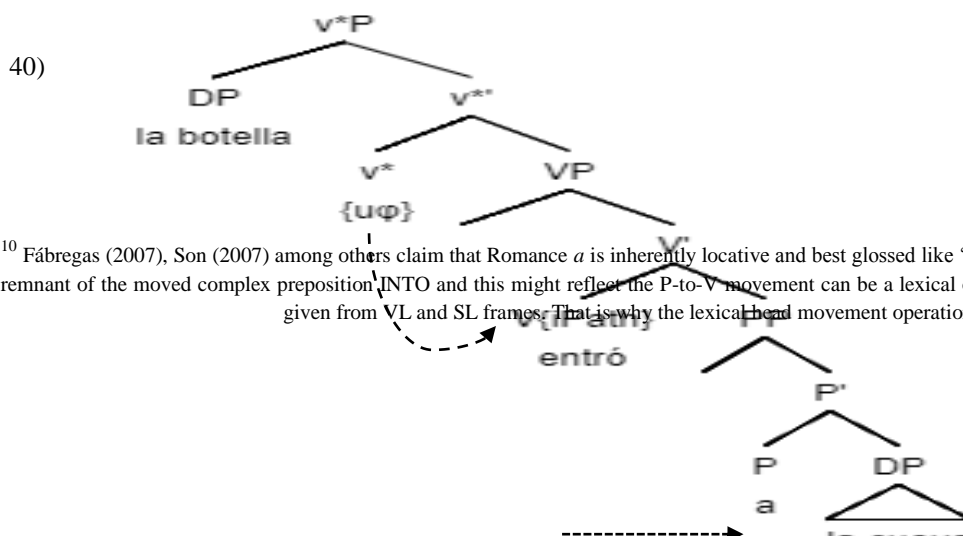 v*P
40)
DP v*'
la botella
v* VP
{uφ}
V'
10 Fábregas (2007), Son (2007) among others claim that Romance a is inherently locative and best glossed like
remnant of the moved complex preposition INTO and this might reflect the P-to-V movement can be a lexical
given from VL and SL frames. That is why the lexical head movement
entró
P'
P DP
a